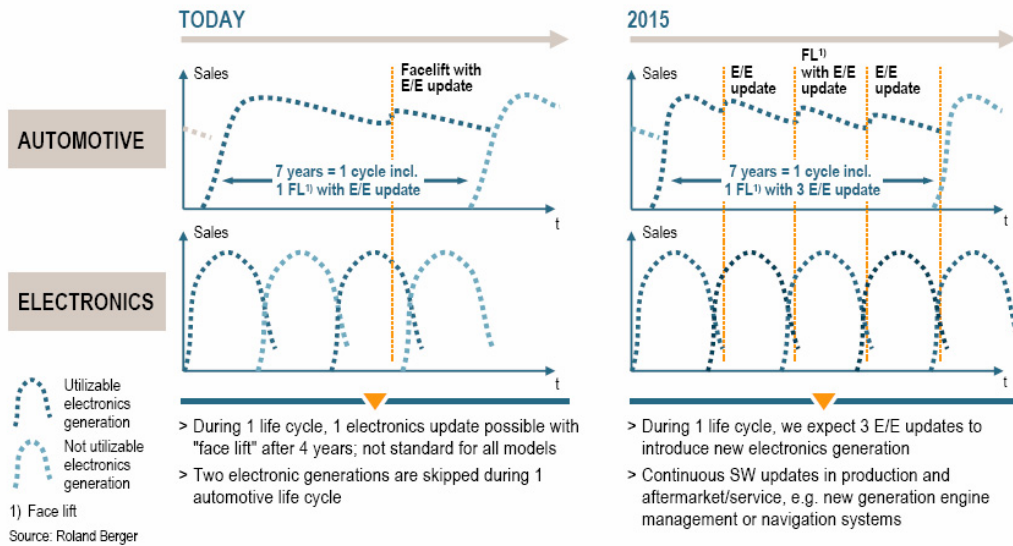 TODAY
2015
AUTOMOTIVE
Sales
Facelift with
E/E update
7 years = 1 cycle incl.
1 FL1) with E/E update
t
Sales
E/E
update
FL1)
with E/E
update
E/E
update
7 years = 1 cycle incl.
1 FL1) with 3 E/E update
t
ELECTRONICS
Sales
t
Sales
t
Utilizable
electronics
generation
Not utilizable
electronics
generation
1) Face lift
Source: Roland Berger
> During 1 life cycle, 1 electronics update possible with
"face lift" after 4 years; not standard for all models
> Two electronic generations are skipped during 1
automotive life cycle
> During 1 life cycle, we expect 3 E/E updates to
introduce new electronics generation
> Continuous SW updates in production and
aftermarket/service, e.g. new generation engine
management or navigation systems